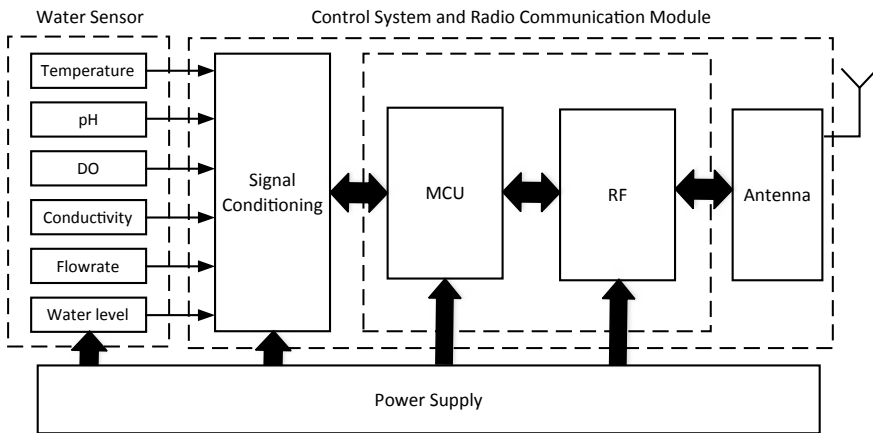 Water Sensor
Control System and Radio Communication Module
Temperature
pH
DO
Conductivity
Flowrate
Water level
Signal
Conditioning
MCU
RF
Antenna
Power Supply